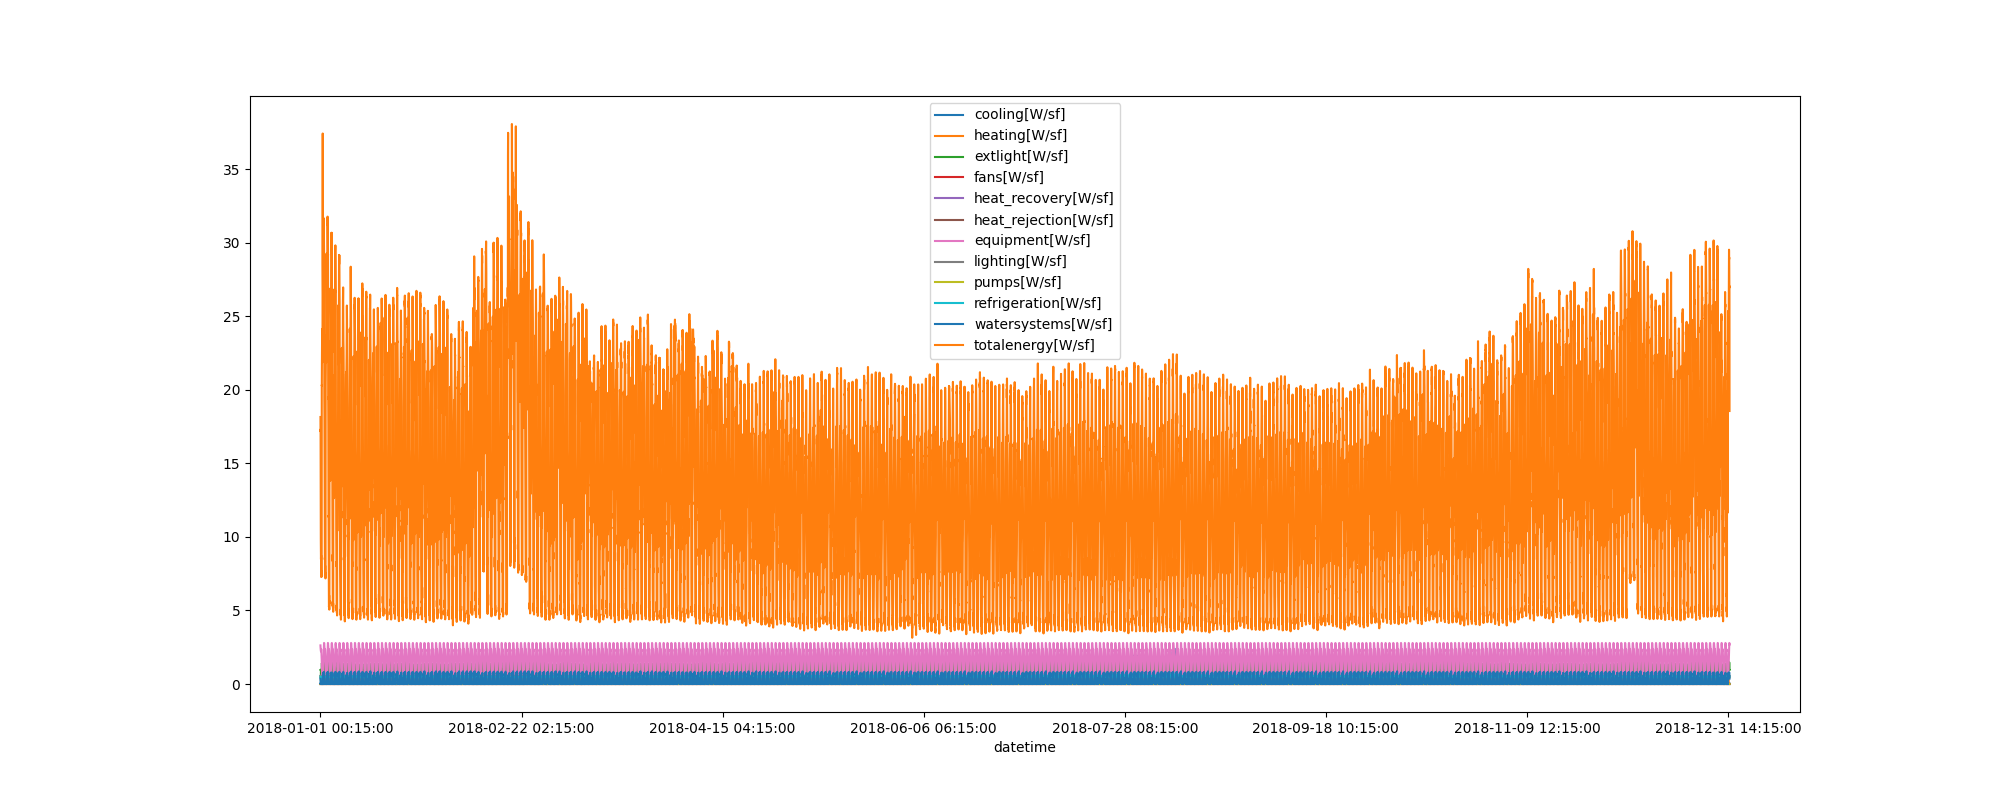 cooling[W/sf]
heating[W/sf]
extlight[W/sf]
fans[W/sf]
heat_recovery[W/sf]
heat_rejection[W/sf]
equipment[W/sf]
lighting[W/sf]
pumps[W/sf]
refrigeration[W/sf]
watersystems[W/sf]
totalenergy[W/sf]
35
30
25
20
15
10
5
0
2018-01-01 00:15:00 2018-02-22 02:15:00 2018-04-15 04:15:00 2018-06-06 06:15:00 2018-07-28 08:15:00 2018-09-18 10:15:00 2018-11-09 12:15:00 2018-12-31 14:15:00
datetime